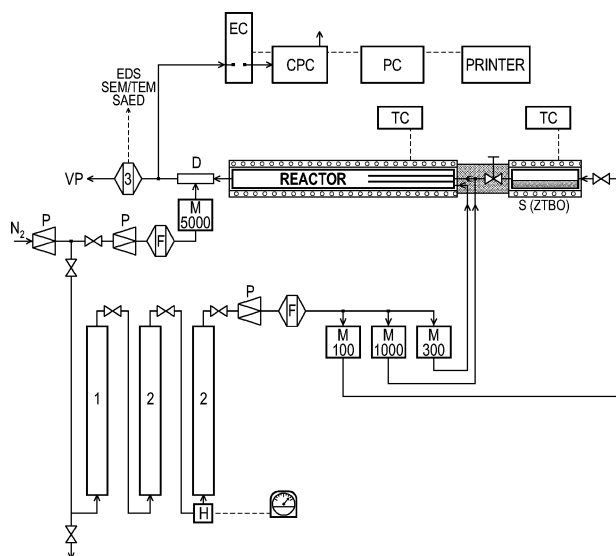 EC
CPC
PC
PRINTER
EDS
SEM/TEM
SAED
TC
TC
D
VP
3
REACTOR
S (ZTBO)
M
5000
N2
P
P
F
P
F
M
100
M
1000
M
300
1
2
2
H